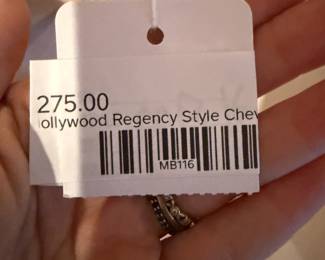 275.00
ollywood Regency Style Chev
MB116